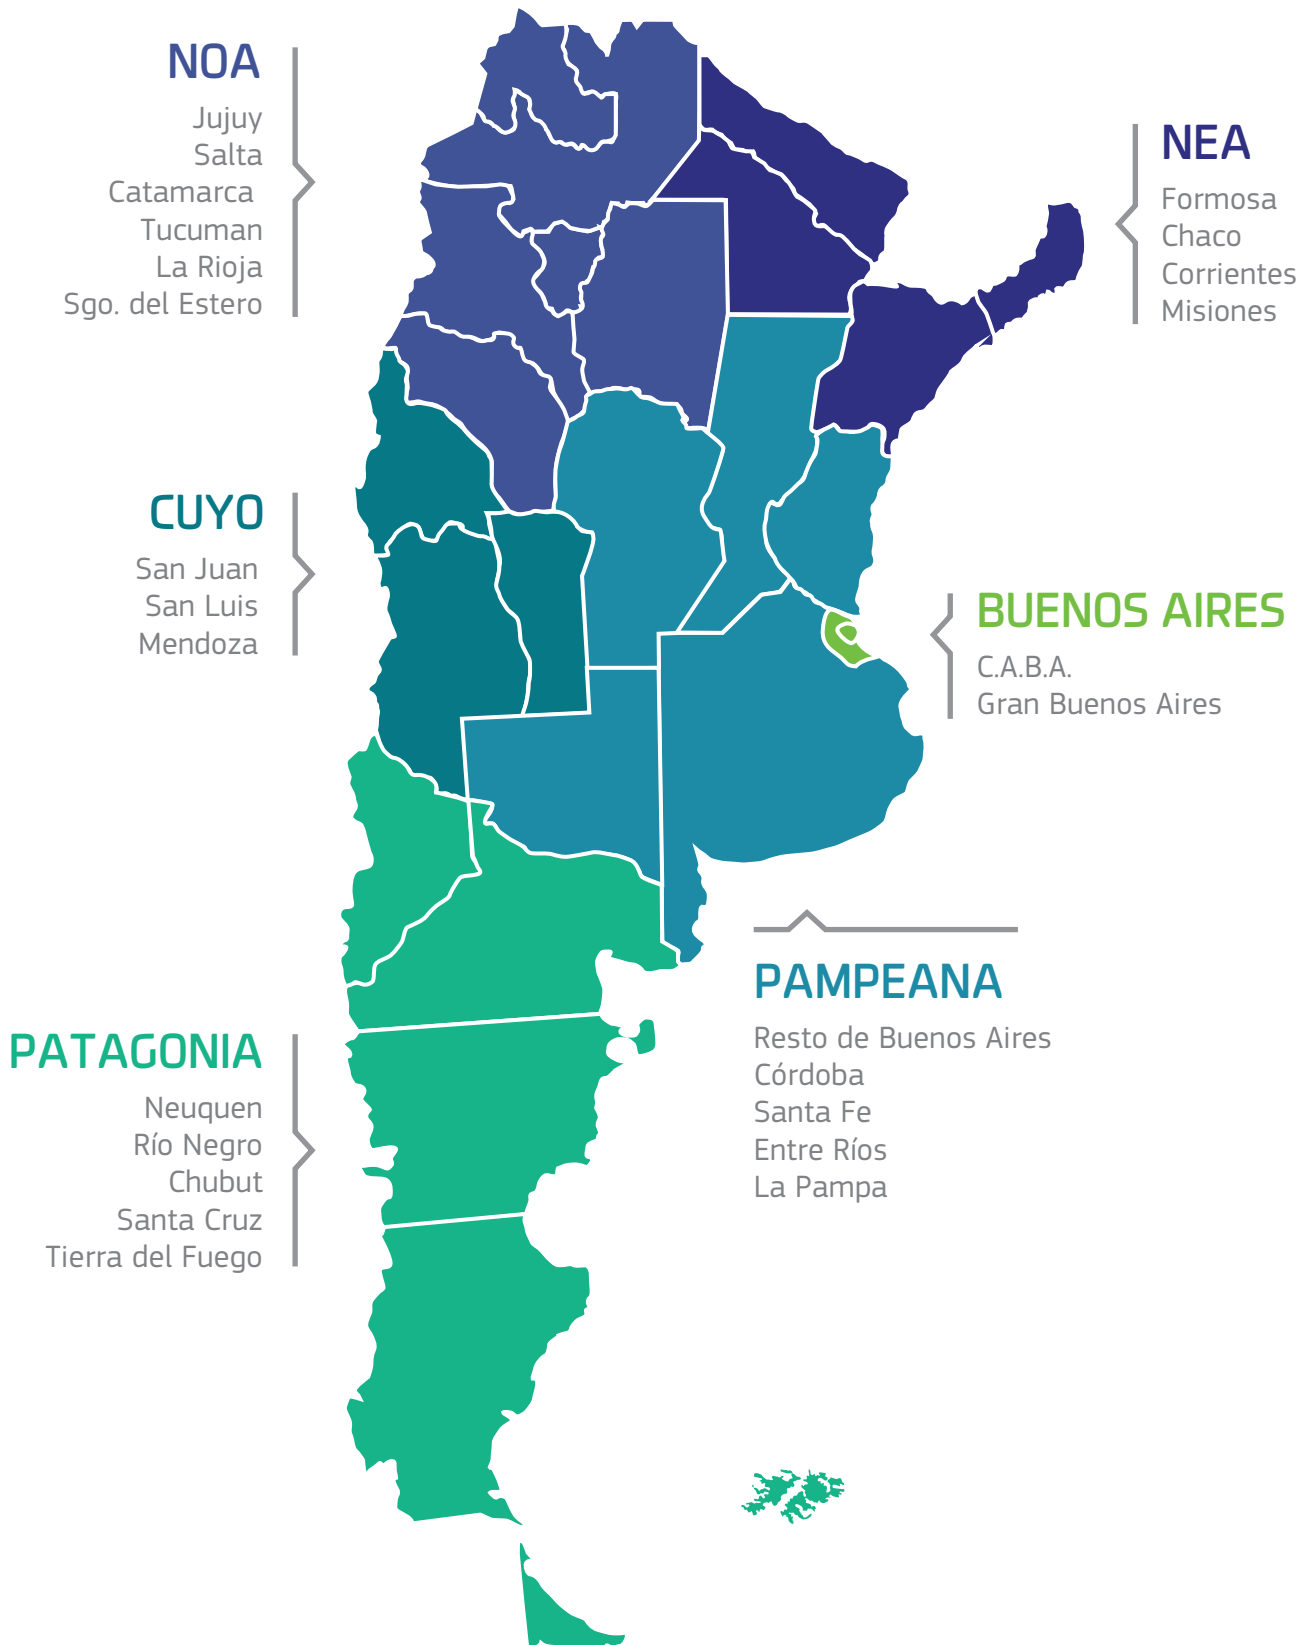 NOA
Jujuy
Salta
Catamarca
Tucuman
La Rioja
Sgo. del Estero
NEA
Formosa
Chaco
Corrientes
Misiones
CUYO
San Juan
San Luis
Mendoza
BUENOS AIRES
C.A.B.A.
Gran Buenos Aires
PAMPEANA
Resto de Buenos Aires
Córdoba
Santa Fe
Entre Ríos
La Pampa
PATAGONIA
Neuquen
Río Negro
Chubut
Santa Cruz
Tierra del Fuego